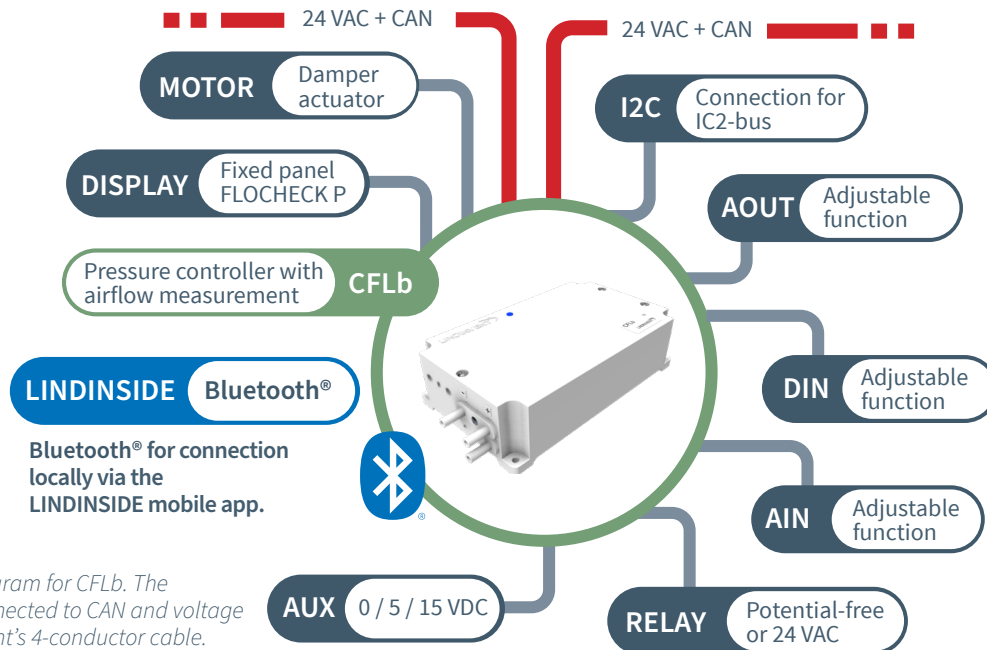 24 VAC + CAN
24 VAC + CAN
MOTOR
Damper
actuator
I2C
Connection for
IC2-bus
DISPLAY
Fixed panel
FLOCHECK P
AOUT
Adjustable
function
Pressure controller with
airflow measurement
CFLb
LINDINSIDE
Bluetooth®
DIN
Adjustable
function
Bluetooth® for connection
locally via the
LINDINSIDE mobile app.
®
AIN
Adjustable
function
gram for CFLb. The
nected to CAN and voltage
nt’s 4-conductor cable.
AUX
0 / 5 / 15 VDC
RELAY
Potential-free
or 24 VAC